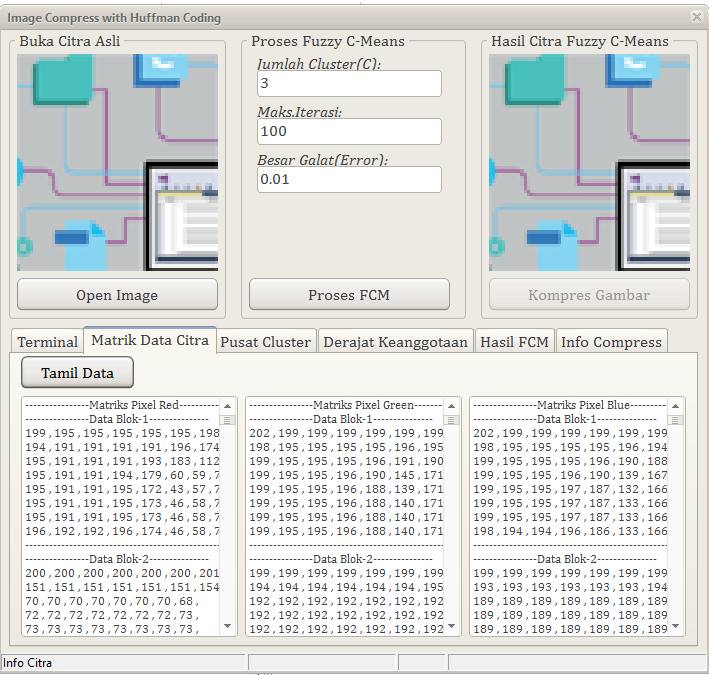 Image Compress with Huffman Coding
Buka Citra Asli
Open Image
Proses Fuzzy C-Means
Jumlah Cluster(C):
3
Maks.Iterasi:
100
Besar Galat(Error):
0.01
Proses FCM
Hasil Citra Fuzzy C-Means
Kompres Gambar
Terminal
Matrik Data Citra
Pusat Cluster
Derajat Keanggotaan
Hasil FCM
Info Compress
Tamil Data
---------------Matriks Pixel Red----------
---------------Data Blok-1--------------
199 ,195 ,195 ,195 ,195 ,195 ,198
194 ,191 ,191 ,191 ,191 ,196 ,174
195 ,191 ,191 ,191 ,193 ,183 ,112
195 ,191 ,191 ,194 ,179 ,60 ,59 ,7
195 ,191 ,191 ,195 ,172 ,43 ,57 ,7
195 ,191 ,191 ,195 ,173 ,46 ,58 ,7
195 ,191 ,191 ,195 ,173 ,46 ,58 ,7
196 ,192 ,192 ,196 ,174 ,46 ,58 ,7
---------------Data Blok-2--------------
200 ,200 ,200 ,200 ,200 ,200 ,201
151 ,151 ,151 ,151 ,151 ,151 ,154
70 ,70 ,70 ,70 ,70 ,70 ,70 ,68 ,
72 ,72 ,72 ,72 ,72 ,72 ,72 ,73 ,
73 ,73 ,73 ,73 ,73 ,73 ,73 ,73 ,
---------------Matriks Pixel Green--------
---------------Data Blok-1--------------
202 ,199 ,199 ,199 ,199 ,199 ,199
198 ,195 ,195 ,195 ,195 ,196 ,195
199 ,195 ,195 ,195 ,196 ,191 ,190
199 ,195 ,195 ,196 ,190 ,145 ,171
199 ,195 ,195 ,196 ,188 ,139 ,171
199 ,195 ,195 ,196 ,188 ,140 ,171
199 ,195 ,195 ,196 ,188 ,140 ,171
199 ,195 ,195 ,196 ,188 ,140 ,171
---------------Data Blok-2--------------
199 ,199 ,199 ,199 ,199 ,199 ,199
194 ,194 ,194 ,194 ,194 ,194 ,195
192 ,192 ,192 ,192 ,192 ,192 ,192
192 ,192 ,192 ,192 ,192 ,192 ,192
192 ,192 ,192 ,192 ,192 ,192 ,192
---------------Matriks Pixel Blue---------
---------------Data Blok-1--------------
202 ,199 ,199 ,199 ,199 ,199 ,199
198 ,195 ,195 ,195 ,195 ,196 ,194
199 ,195 ,195 ,195 ,196 ,190 ,188
199 ,195 ,195 ,196 ,190 ,139 ,167
199 ,195 ,195 ,197 ,187 ,132 ,166
199 ,195 ,195 ,197 ,187 ,133 ,166
199 ,195 ,195 ,197 ,187 ,133 ,166
198 ,194 ,194 ,196 ,186 ,133 ,166
---------------Data Blok-2--------------
199 ,199 ,199 ,199 ,199 ,199 ,199
193 ,193 ,193 ,193 ,193 ,193 ,194
189 ,189 ,189 ,189 ,189 ,189 ,189
189 ,189 ,189 ,189 ,189 ,189 ,189
189 ,189 ,189 ,189 ,189 ,189 ,189
Info Citra